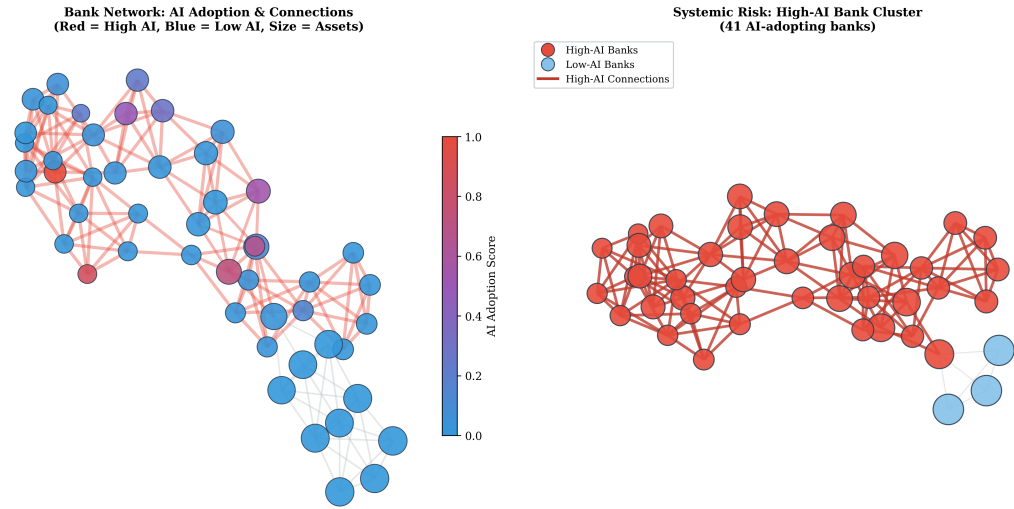 Bank Network: AI Adoption & Connections
(Red = High AI, Blue = Low AI, Size = Assets)
1.0
0.8
0.6
0.4
0.2
0.0
AI Adoption Score
Systemic Risk: High-AI Bank Cluster
(41 AI-adopting banks)
High-AI Banks
Low-AI Banks
High-AI Connections